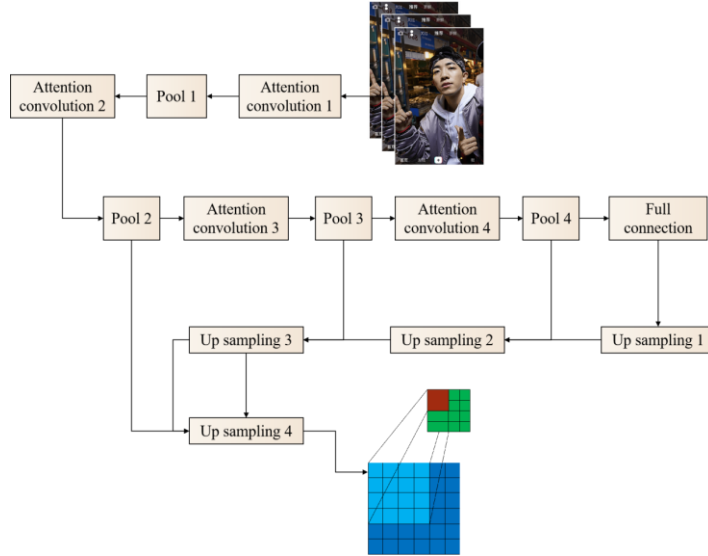 Attention
convolution 2
Pool 1
Attention
convolution 1
Pool 2
Attention
convolution 3
Pool 3
Attention
convolution 4
Pool 4
Full
connection
Up sampling 3
Up sampling 2
Up sampling 1
Up sampling 4